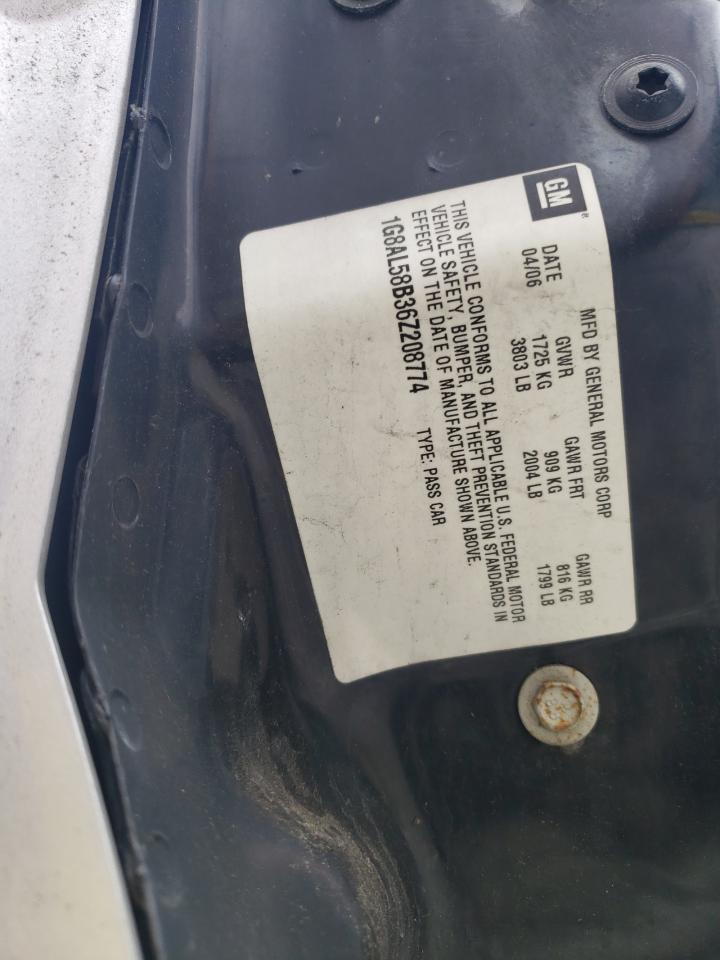 GM ®
MFD BY GENERAL MOTORS CORP
DATE GVWR GAWR FRT GAWR RR
04/06 1725 KG 909 KG 816 KG
3803 LB 2004 LB 1799 LB
THIS VEHICLE CONFORMS TO ALL APPLICABLE U.S. FEDERAL MOTOR
VEHICLE SAFETY, BUMPER, AND THEFT PREVENTION STANDARDS IN
EFFECT ON THE DATE OF MANUFACTURE SHOWN ABOVE.
1G8AL58B36Z208774 TYPE: PASS CAR